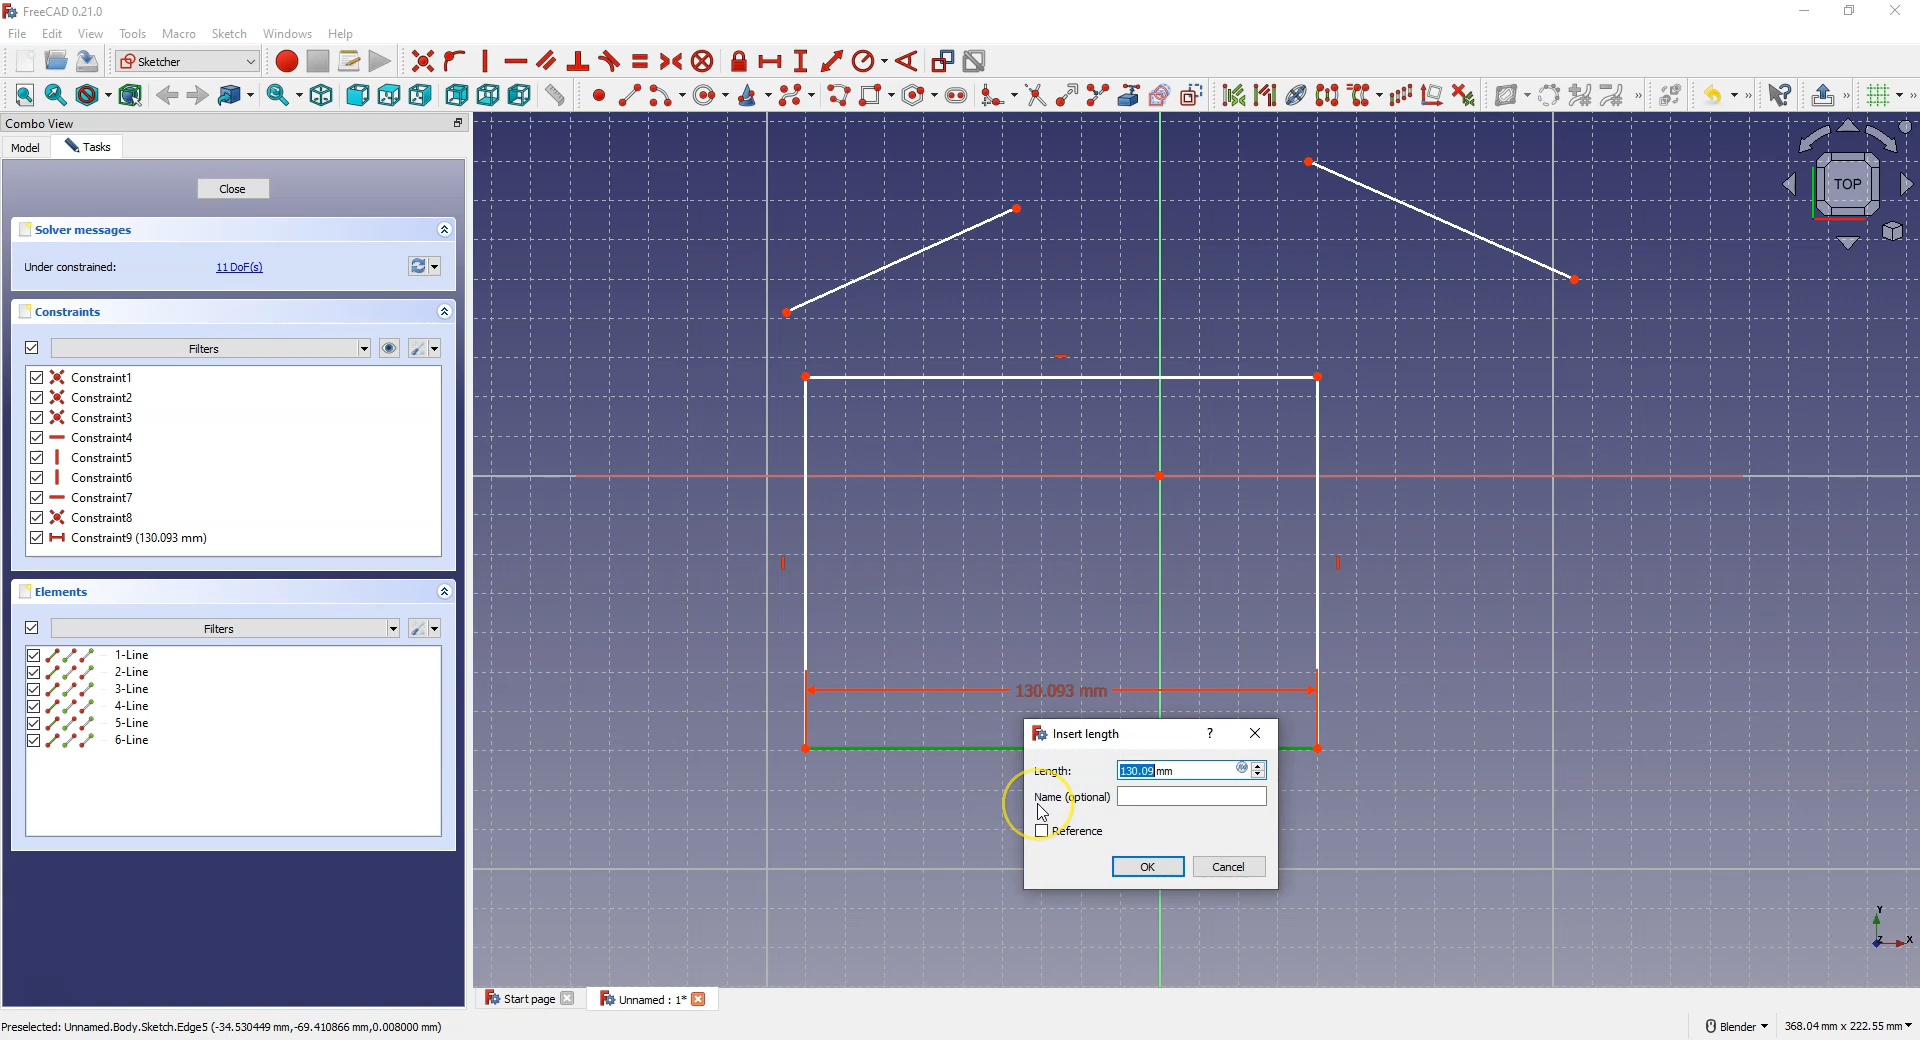 FreeCAD 0.21.0
File Edit View Tools Macro Sketch Windows Help
Sketcher
Combo View
Model Tasks
Close
Solver messages
Under constrained: 11 DoF(s)
Constraints
Filters
Constraint1
Constraint2
Constraint3
Constraint4
Constraint5
Constraint6
Constraint7
Constraint8
Constraint9 (130.093 mm)
Elements
Filters
1-Line
2-Line
3-Line
4-Line
5-Line
6-Line
TOP
130.093 mm
Insert length ?
Length: 130.09 mm
Name (optional)
Reference
OK Cancel
Y
Z X
Start page Unnamed : 1*
Preselected: Unnamed.Body.Sketch.Edge5 (-34.530449 mm,-69.410866 mm,0.008000 mm) Blender 368.04 mm x 222.55 mm